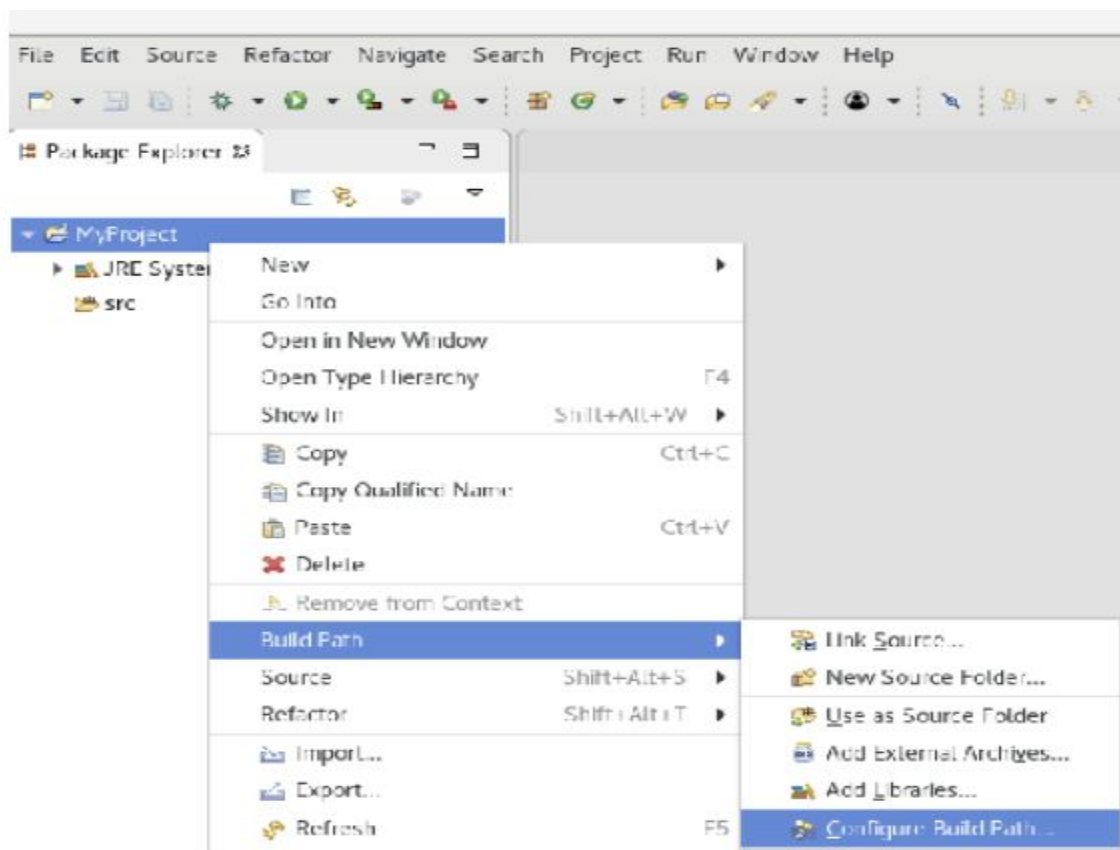 File Edit Source Refactor Navigate Search Project Run Window Help
Package Explorer
MyProject
JRE Syster
src
New
Go Into
Open in New Window
Open Type Hierarchy F4
Show In Shift+Alt+W
Copy Ctrl+C
Copy Qualified Name
Paste Ctrl+V
Delete
Remove from Context
Build Path
Source Shift+Alt+S
Refactor Shift+Alt+T
Import...
Export...
Refresh F5
Link Source...
New Source Folder...
Use as Source Folder
Add External Archives...
Add Libraries...
Configure Build Path...